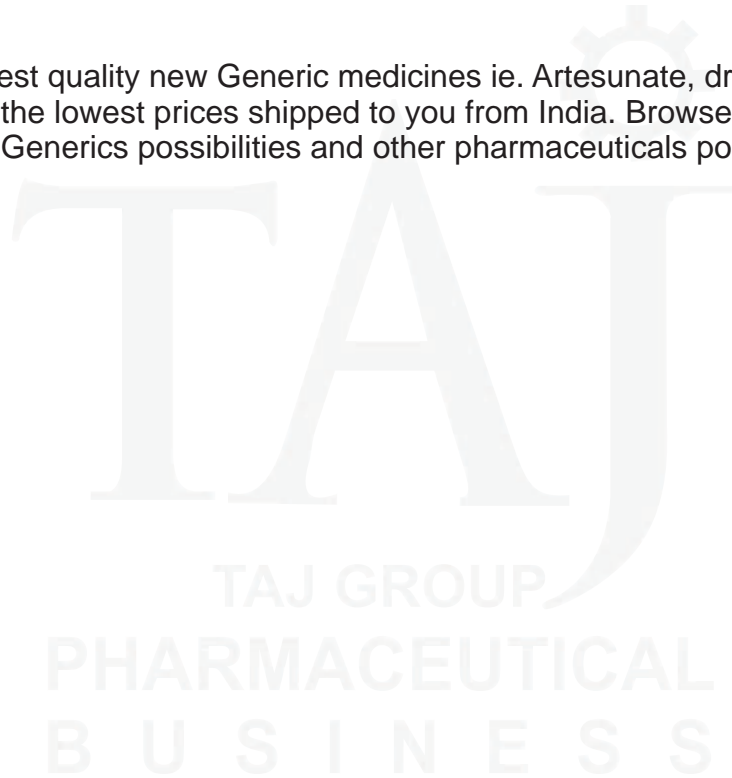 est quality new Generic medicines ie. Artesunate, dr
the lowest prices shipped to you from India. Browse
Generics possibilities and other pharmaceuticals po
TAJ
TAJ GROUP
PHARMACEUTICAL
BUSINESS